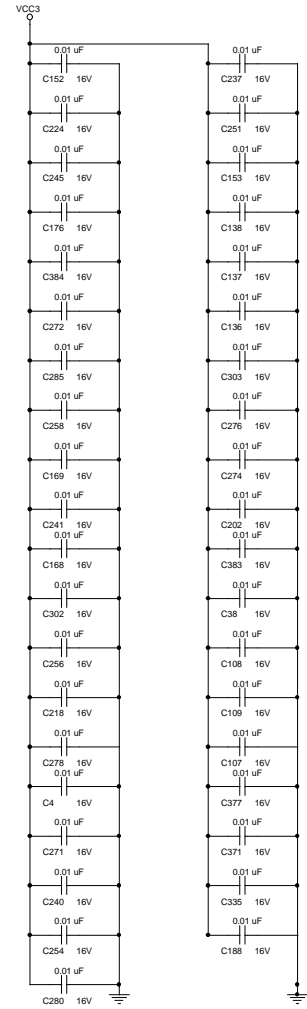 VCC3
0.01 uF
C152 16V
0.01 uF
C224 16V
0.01 uF
C245 16V
0.01 uF
C176 16V
0.01 uF
C384 16V
0.01 uF
C272 16V
0.01 uF
C285 16V
0.01 uF
C258 16V
0.01 uF
C169 16V
0.01 uF
C241 16V
0.01 uF
C168 16V
0.01 uF
C302 16V
0.01 uF
C256 16V
0.01 uF
C218 16V
0.01 uF
C278 16V
0.01 uF
C4 16V
0.01 uF
C271 16V
0.01 uF
C240 16V
0.01 uF
C254 16V
0.01 uF
C280 16V
0.01 uF
C237 16V
0.01 uF
C251 16V
0.01 uF
C153 16V
0.01 uF
C138 16V
0.01 uF
C137 16V
0.01 uF
C136 16V
0.01 uF
C303 16V
0.01 uF
C276 16V
0.01 uF
C274 16V
0.01 uF
C202 16V
0.01 uF
C383 16V
0.01 uF
C38 16V
0.01 uF
C108 16V
0.01 uF
C109 16V
0.01 uF
C107 16V
0.01 uF
C377 16V
0.01 uF
C371 16V
0.01 uF
C335 16V
0.01 uF
C188 16V